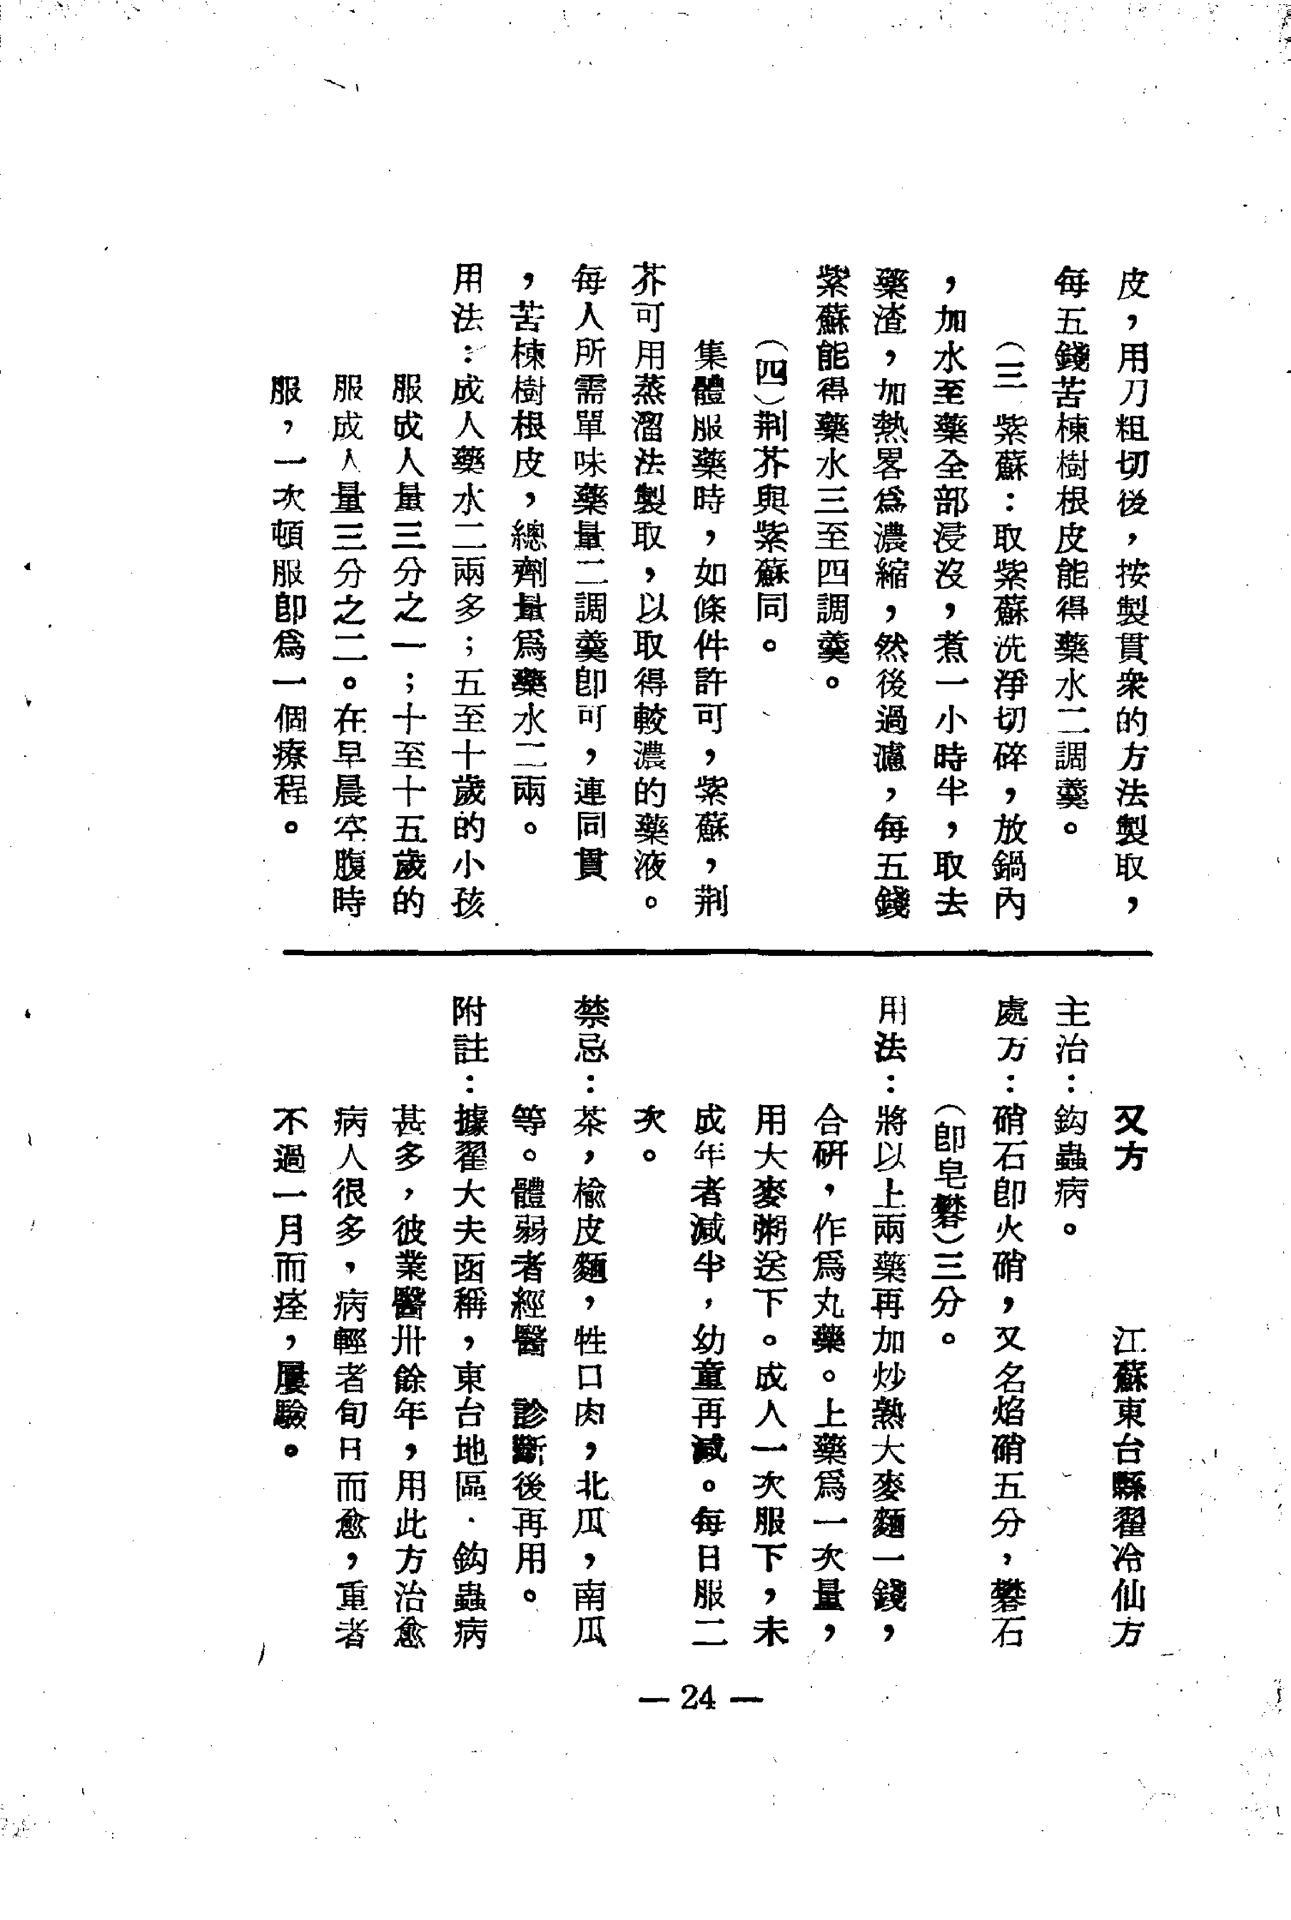 皮，用刀粗切後，按製貫衆的方法製取，
每五錢苦楝樹根皮能得藥水二調羹。
（三　紫蘇：取紫蘇洗淨切碎，放鍋內
，加水至藥全部浸沒，煮一小時半，取去
藥渣，加熱畧爲濃縮，然後過濾，每五錢
紫蘇能得藥水三至四調羹。
（四）荆芥與紫蘇同。
集體服藥時，如條件許可，紫蘇，荆
芥可用蒸溜法製取，以取得較濃的藥液。
每人所需單味藥量二調羹卽可，連同貫
，苦楝樹根皮，總劑量爲藥水二兩。
用法：成人藥水二兩多；五至十歲的小孩
服成人量三分之一；十至十五歲的
服成人量三分之二。在早晨空腹時
服，一次頓服卽爲一個療程。
又方　江蘇東台縣翟冷仙方
主治：鈎蟲病。
處方：硝石卽火硝，又名焰硝五分，礬石
（卽皂礬）三分。
用法：將以上兩藥再加炒熟大麥麵一錢，
合研，作爲丸藥。上藥爲一次量，
用大麥粥送下。成人一次服下，未
成年者減半，幼童再減。每日服二
次。
禁忌：茶，榆皮麵，牲口肉，北瓜，南瓜
等。體弱者經醫　診斷後再用。
附註：據翟大夫函稱，東台地區·鈎蟲病
甚多，彼業醫卅餘年，用此方治愈
病人很多，病輕者旬日而愈，重者
不過一月而痊，屢驗。
— 24 —